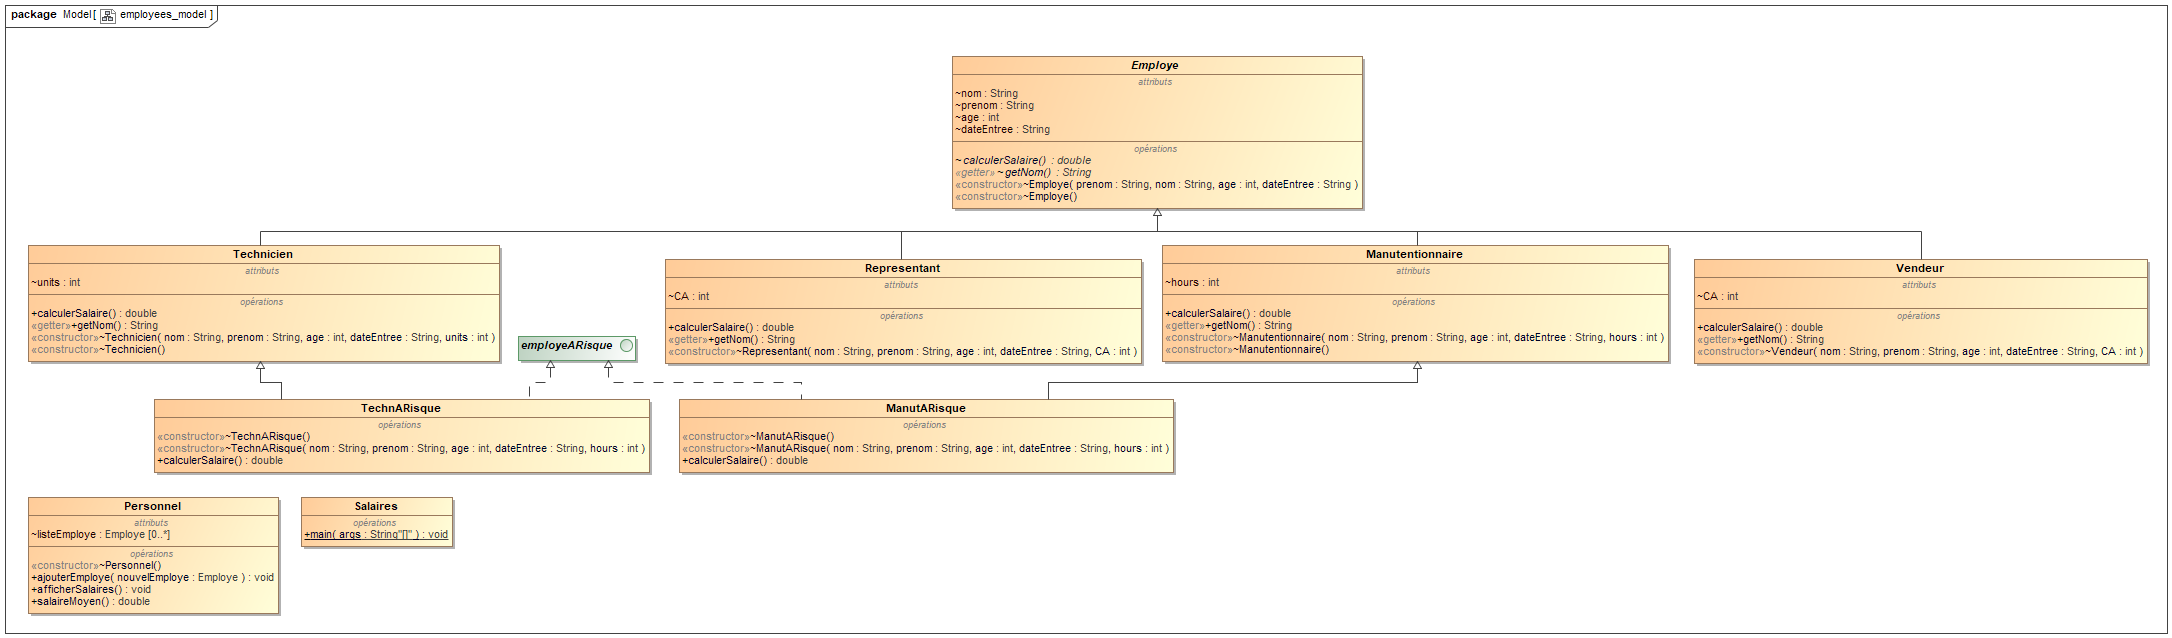 package Model[ employees_model ]
Employe
attributs
~nom : String
~prenom : String
~age : int
~dateEntree : String
opérations
~calculerSalaire() : double
«getter» ~getNom() : String
«constructor»~Employe( prenom : String, nom : String, age : int, dateEntree : String )
«constructor»~Employe()
Technicien
attributs
~units : int
opérations
+calculerSalaire() : double
«getter»+getNom() : String
«constructor»~Technicien( nom : String, prenom : String, age : int, dateEntree : String, units : int )
«constructor»~Technicien()
employeARisque
Representant
attributs
~CA : int
opérations
+calculerSalaire() : double
«getter»+getNom() : String
«constructor»~Representant( nom : String, prenom : String, age : int, dateEntree : String, CA : int )
Manutentionnaire
attributs
~hours : int
opérations
+calculerSalaire() : double
«getter»+getNom() : String
«constructor»~Manutentionnaire( nom : String, prenom : String, age : int, dateEntree : String, hours : int )
«constructor»~Manutentionnaire()
Vendeur
attributs
~CA : int
opérations
+calculerSalaire() : double
«getter»+getNom() : String
«constructor»~Vendeur( nom : String, prenom : String, age : int, dateEntree : String, CA : int )
TechnARisque
opérations
«constructor»~TechnARisque()
«constructor»~TechnARisque( nom : String, prenom : String, age : int, dateEntree : String, hours : int )
+calculerSalaire() : double
ManutARisque
opérations
«constructor»~ManutARisque()
«constructor»~ManutARisque( nom : String, prenom : String, age : int, dateEntree : String, hours : int )
+calculerSalaire() : double
Personnel
attributs
~listeEmploye : Employe [0..*]
opérations
«constructor»~Personnel()
+ajouterEmploye( nouvelEmploye : Employe ) : void
+afficherSalaires() : void
+salaireMoyen() : double
Salaires
opérations
+main( args : String"[]" ) : void